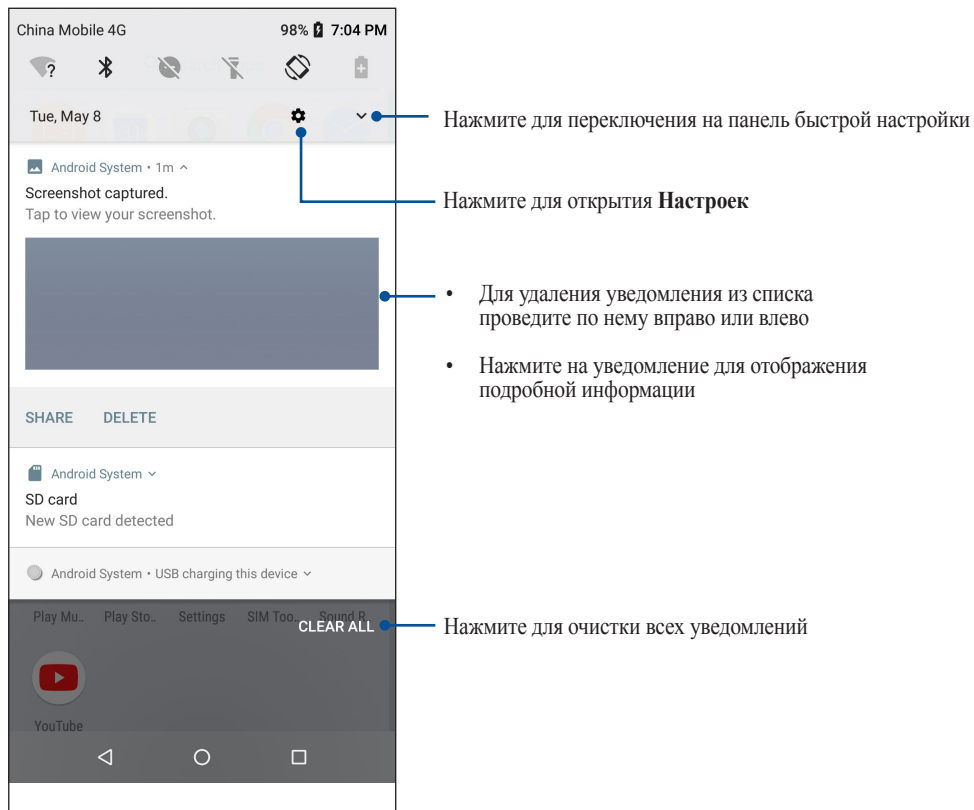 China Mobile 4G 98% 7:04 PM
?
Tue, May 8
Нажмите для переключения на панель быстрой настройки
Android System • 1m
Screenshot captured.
Tap to view your screenshot.
Нажмите для открытия Настроек
• Для удаления уведомления из списка
проведите по нему вправо или влево
• Нажмите на уведомление для отображения
подробной информации
SHARE DELETE
Android System
SD card
New SD card detected
Android System • USB charging this device
Play Mu.. Play Sto.. Settings SIM Too.. Sound R..
CLEAR ALL
Нажмите для очистки всех уведомлений
YouTube